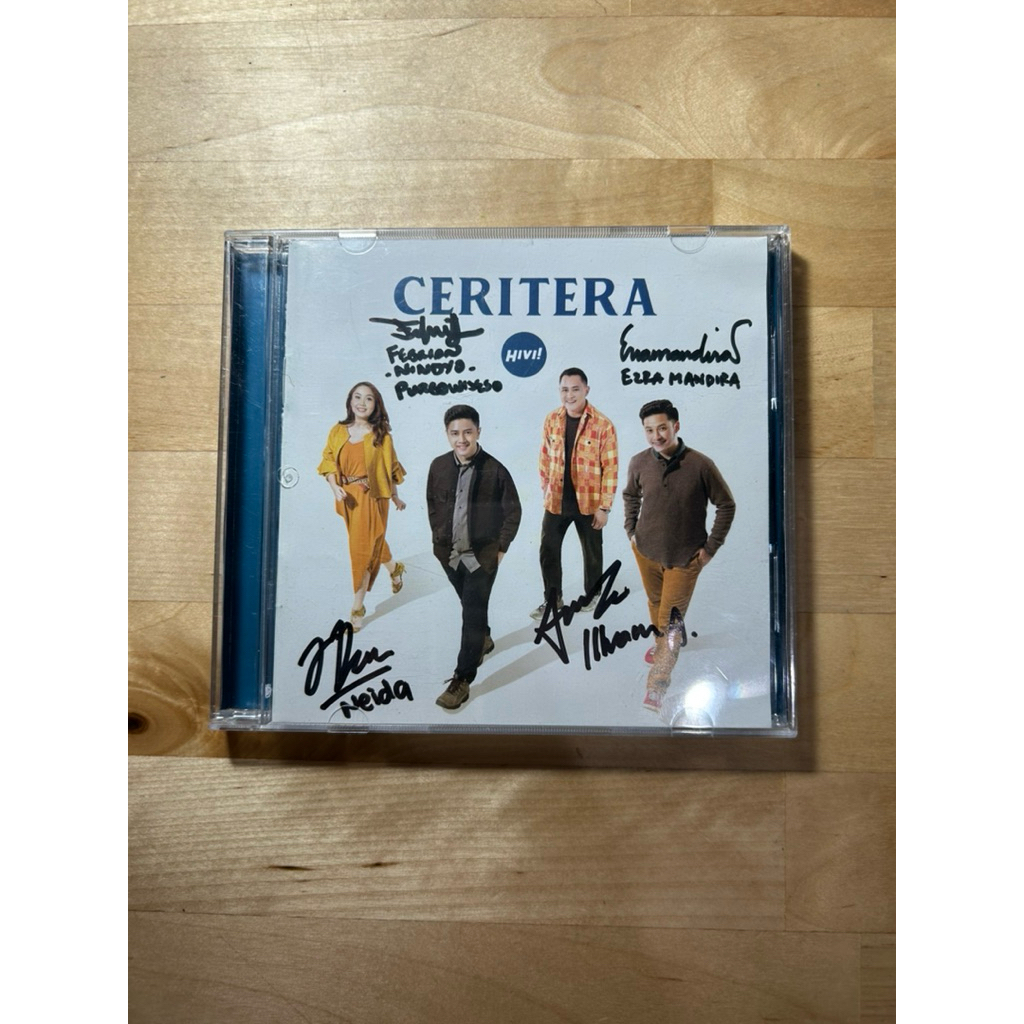 CERITERA
HIVI!
FEBRIAN
-NINDYO-
PURBOWISESO
EZRA MANDIRA
Ilham A.
Neida